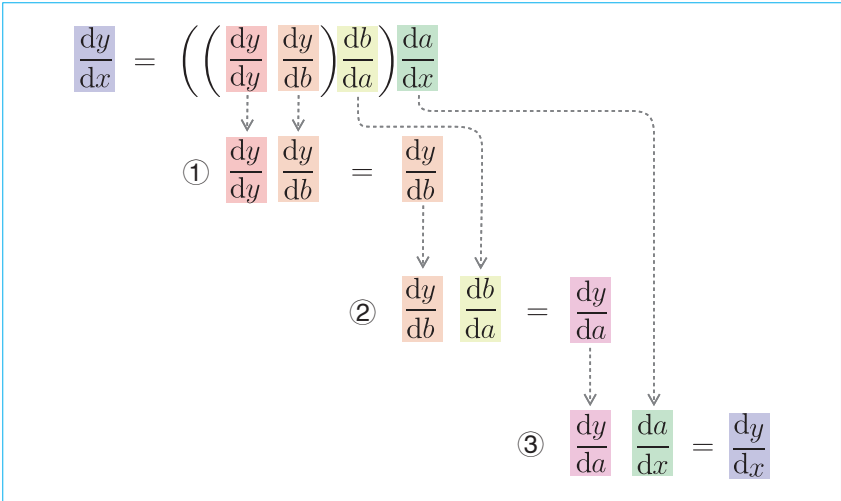 dy/dx = ((dy/dy dy/db) db/da) da/dx
① dy/dy dy/db = dy/db
② dy/db db/da = dy/da
③ dy/da da/dx = dy/dx